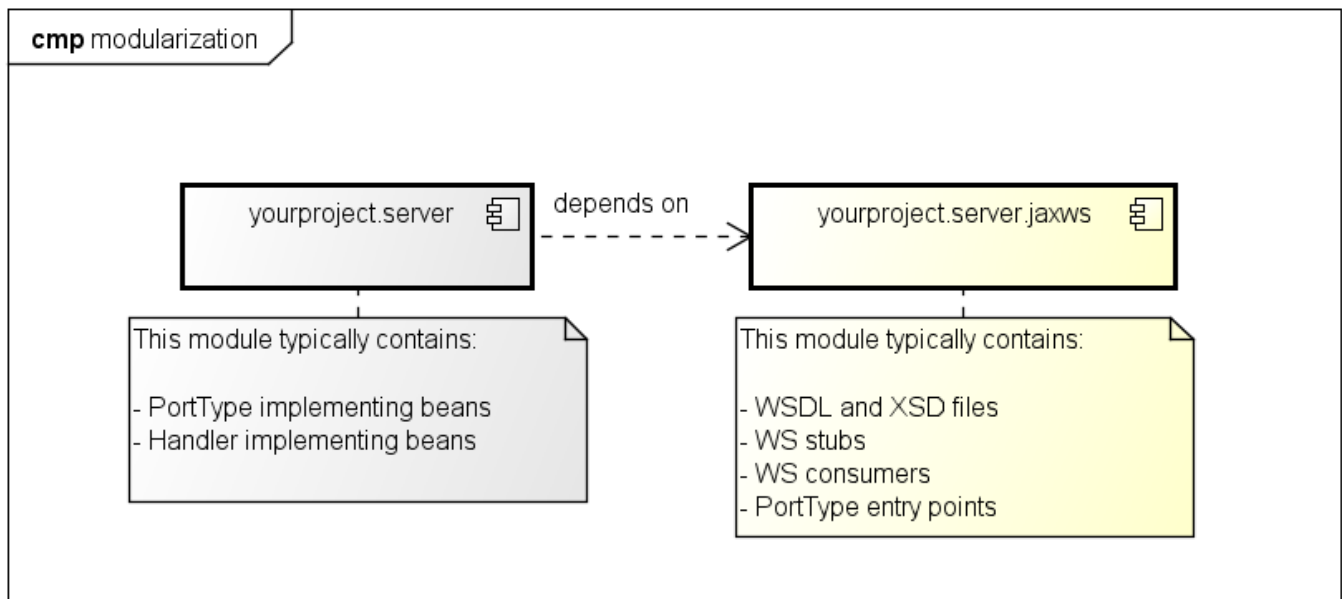 cmp modularization
yourproject.server
depends on
yourproject.server.jaxws
This module typically contains:
- PortType implementing beans
- Handler implementing beans
This module typically contains:
- WSDL and XSD files
- WS stubs
- WS consumers
- PortType entry points